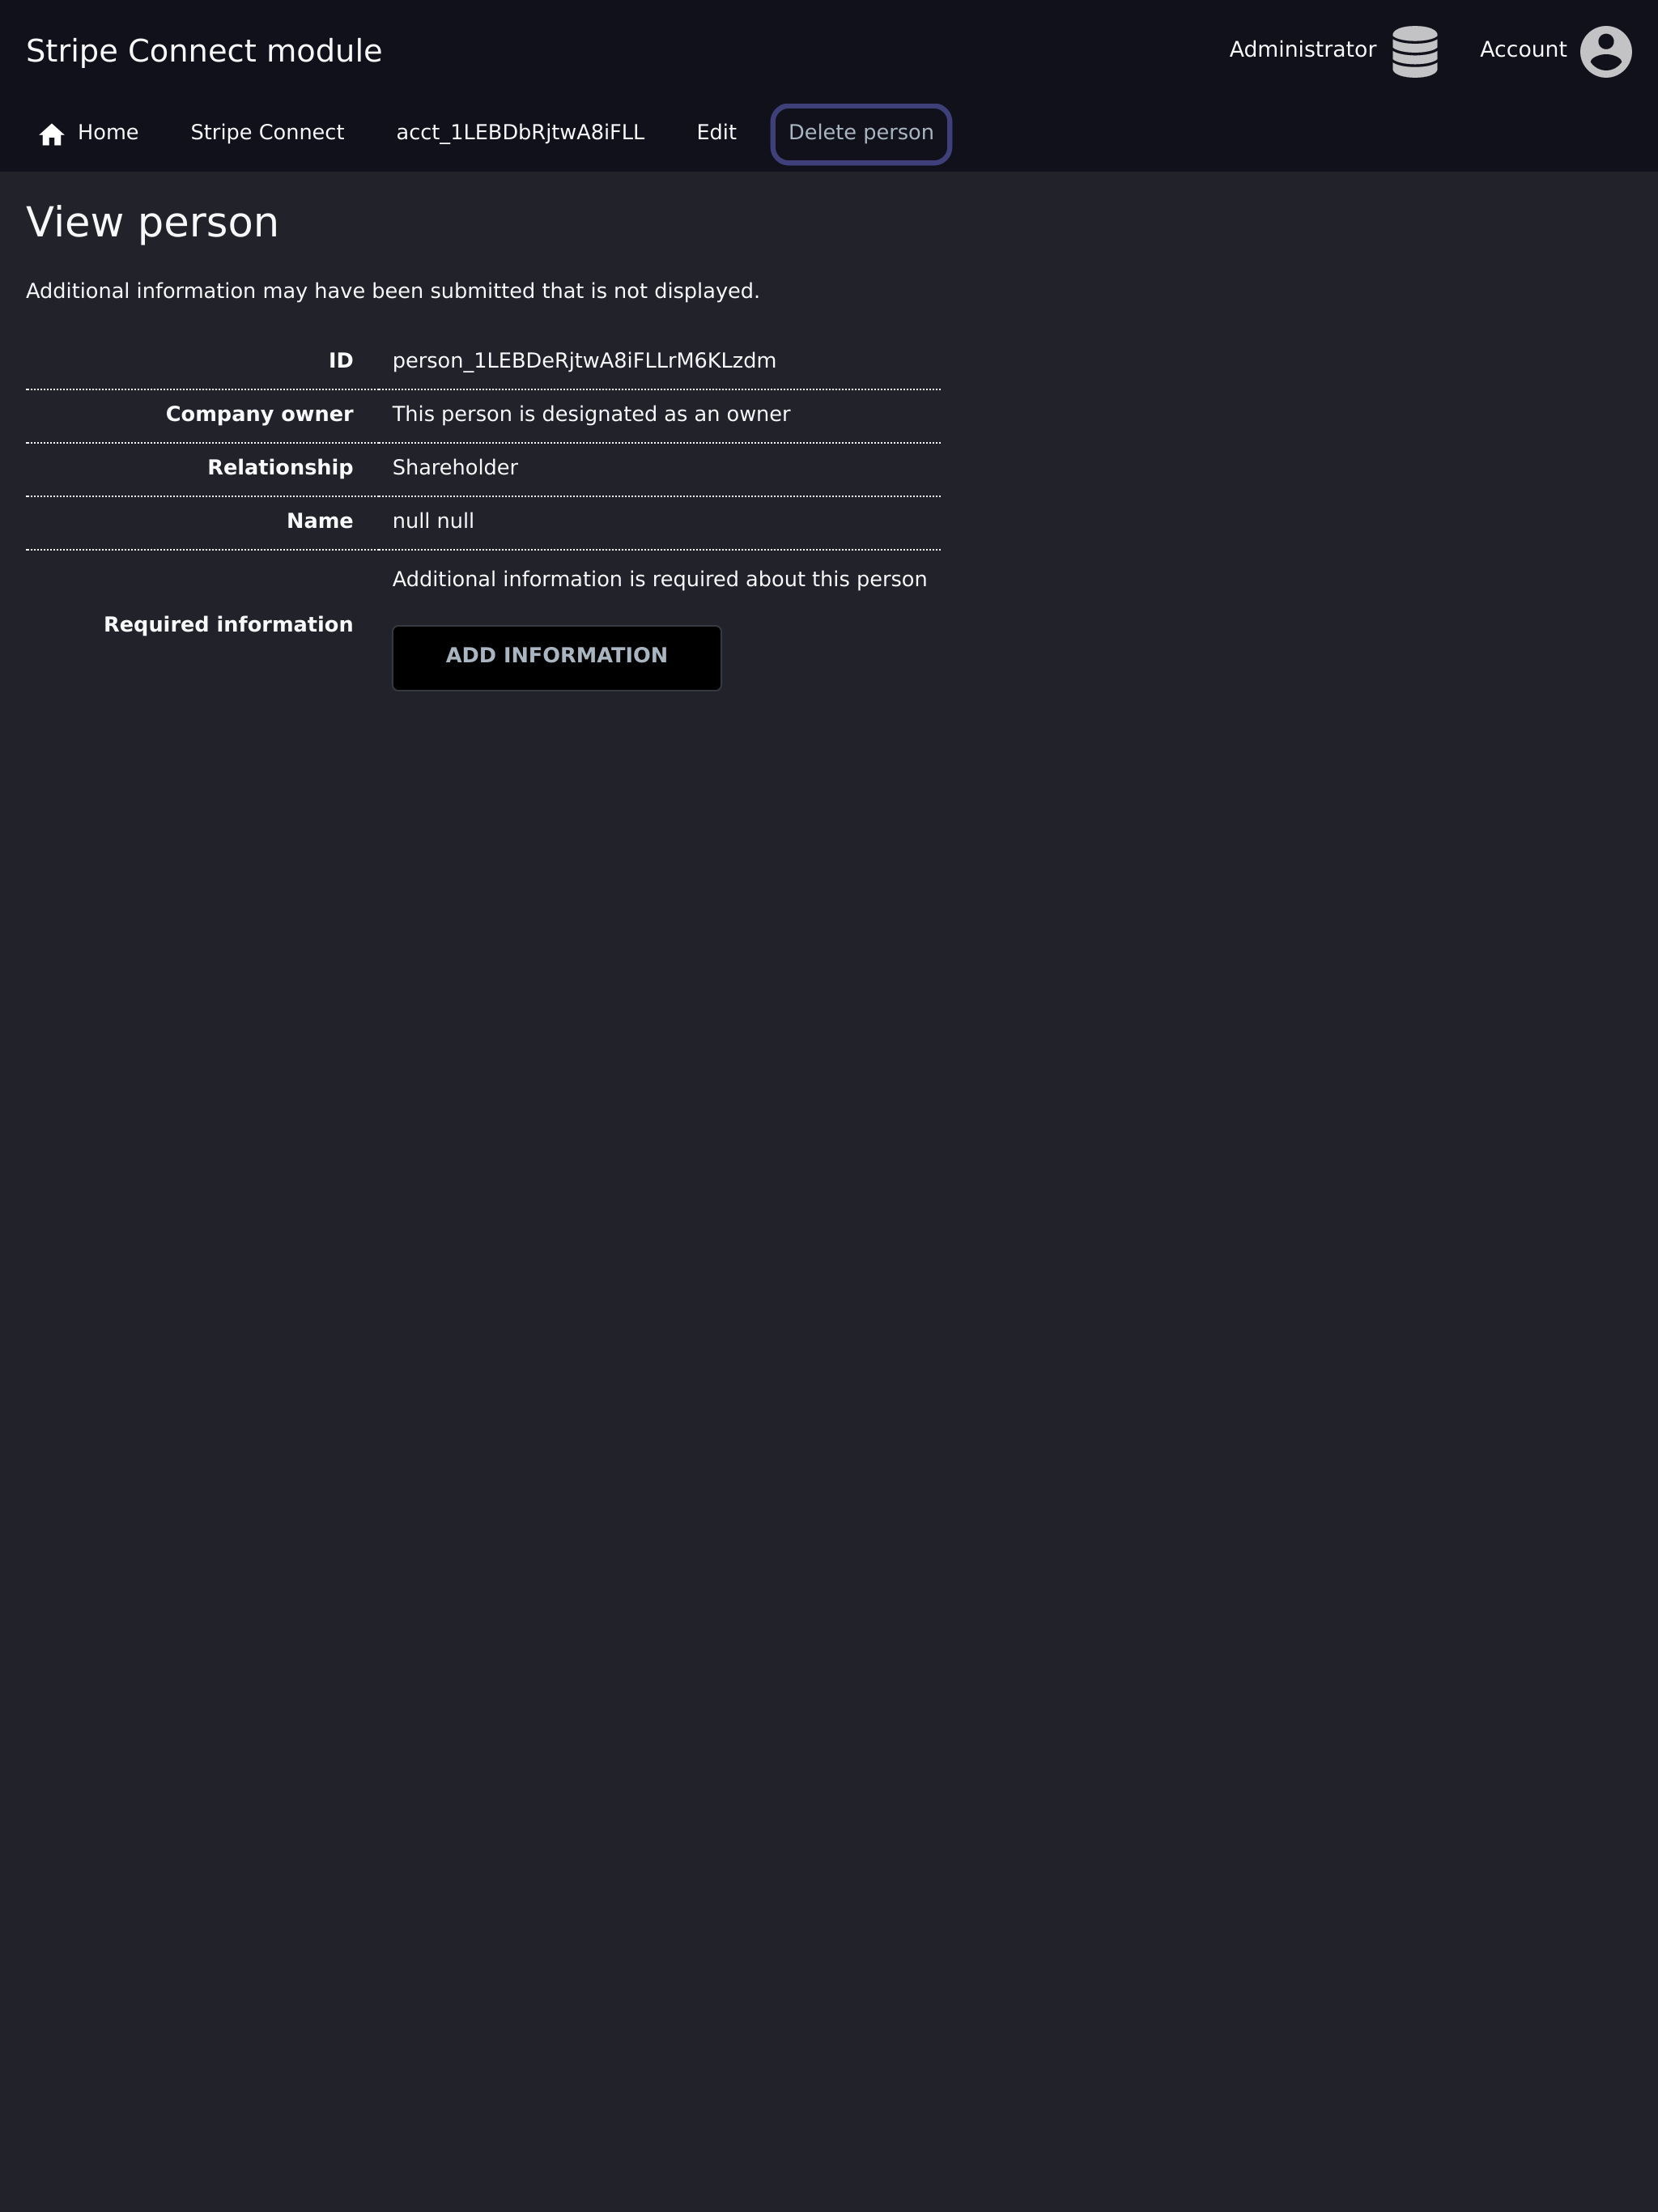 Stripe Connect module
Administrator
Account
Home
Stripe Connect
acct_1LEBDbRjtwA8iFLL
Edit
Delete person
View person
Additional information may have been submitted that is not displayed.
ID person_1LEBDeRjtwA8iFLLrM6KLzdm
Company owner This person is designated as an owner
Relationship Shareholder
Name null null
Required information
Additional information is required about this person
ADD INFORMATION